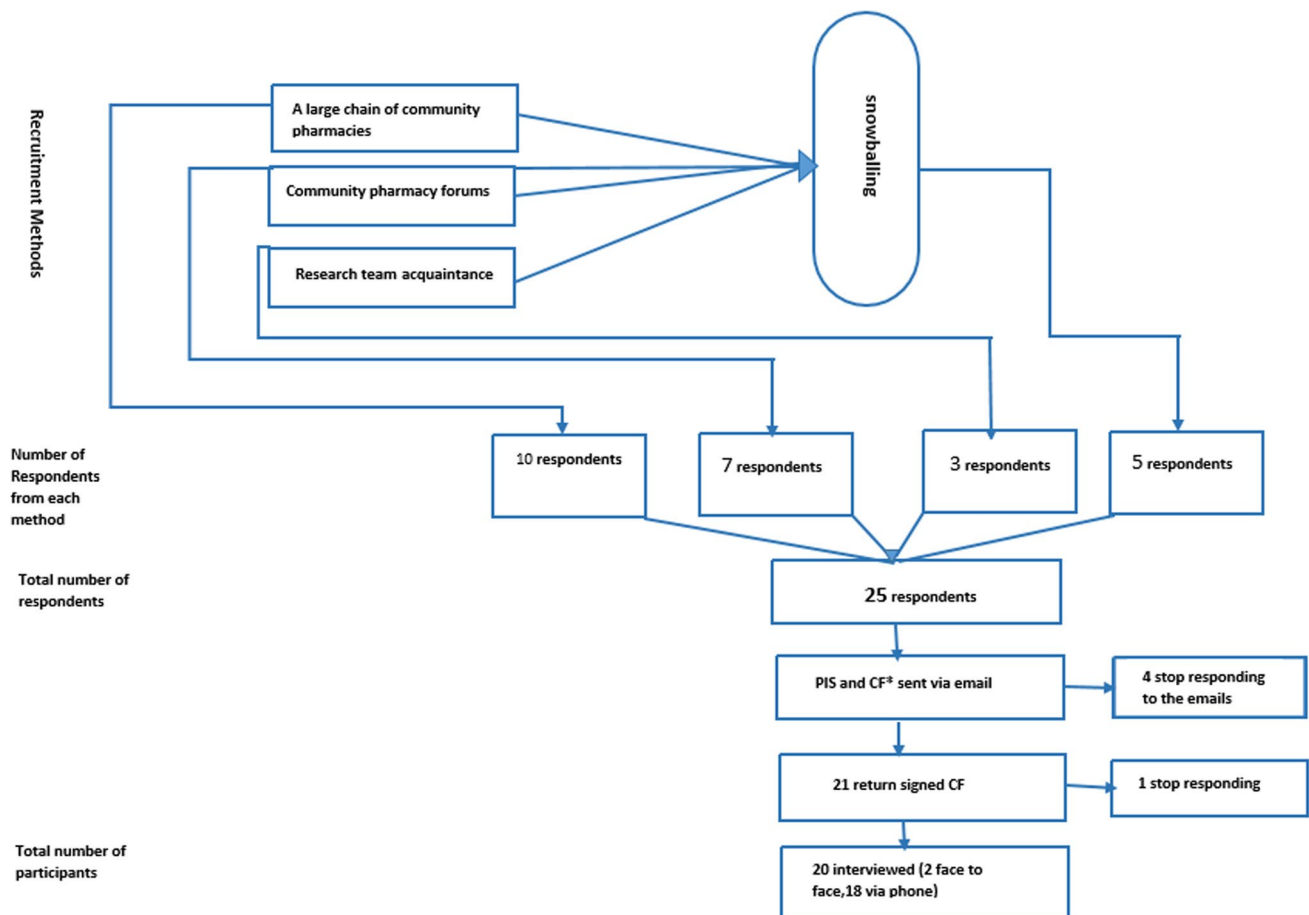 Recruitment Methods
A large chain of community
pharmacies
Community pharmacy forums
Research team acquaintance
snowballing
Number of
Respondents
from each
method
10 respondents
7 respondents
3 respondents
5 respondents
Total number of
respondents
25 respondents
PIS and CF* sent via email
4 stop responding
to the emails
21 return signed CF
1 stop responding
Total number of
participants
20 interviewed (2 face to
face,18 via phone)